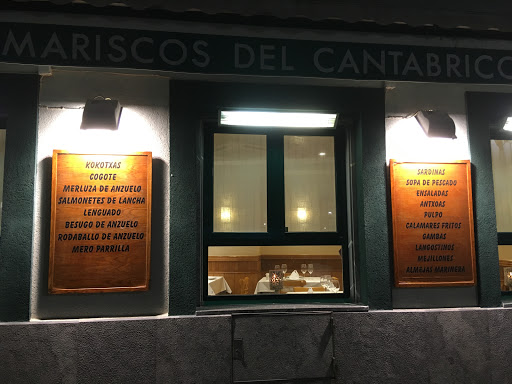 MARISCOS DEL CANTABRICO
KOKOTXAS
COGOTE
MERLUZA DE ANZUELO
SALMONETES DE LANCHA
LENGUADO
BESUGO DE ANZUELO
RODABALLO DE ANZUELO
MERO PARRILLA
SARDINAS
SOPA DE PESCADO
ENSALADAS
ANTXOAS
PULPO
CALAMARES FRITOS
GAMBAS
LANGOSTINOS
MEJILLONES
ALMEJAS MARINERA